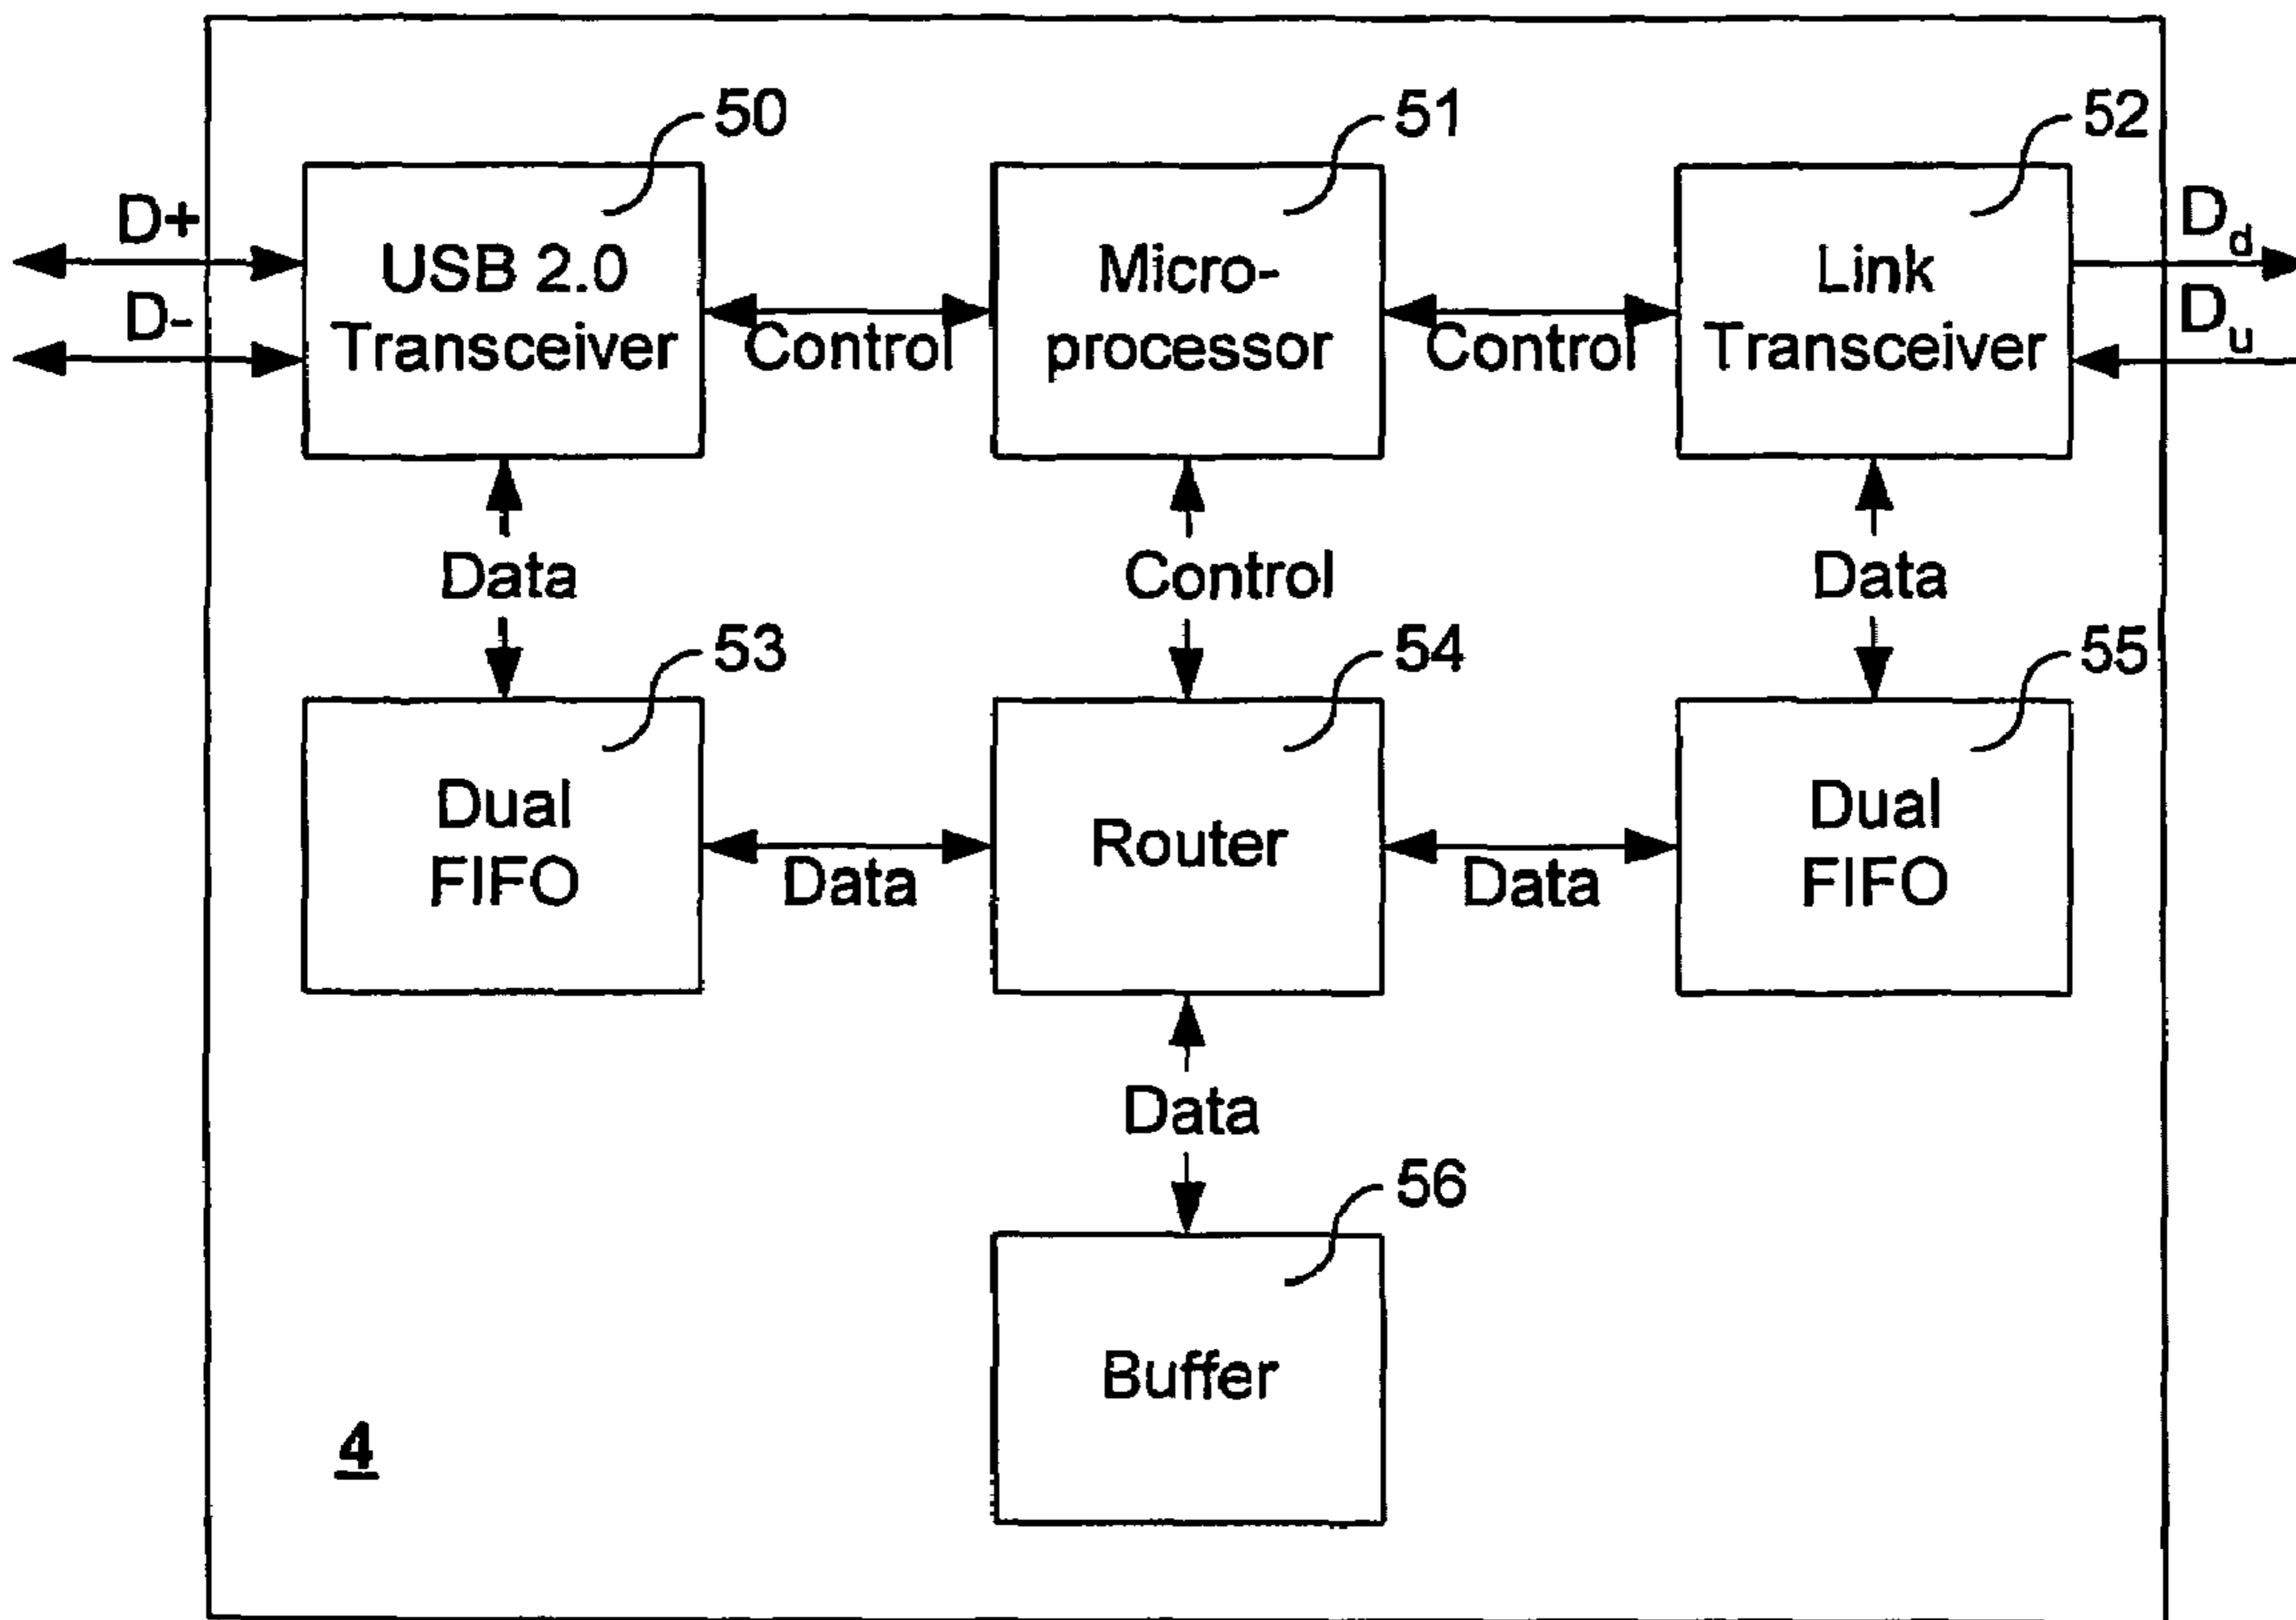 50
51
52
D+
D-
USB 2.0
Transceiver
Control
Micro-
processor
Control
Link
Transceiver
Dd
Du
Data
Control
Data
53
54
55
Dual
FIFO
Data
Router
Data
Dual
FIFO
Data
56
Buffer
4